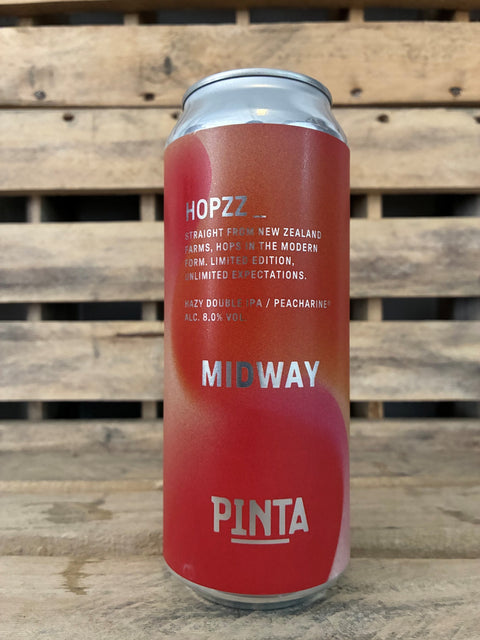 HOPZZ _
STRAIGHT FROM NEW ZEALAND
FARMS, HOPS IN THE MODERN
FORM. LIMITED EDITION,
UNLIMITED EXPECTATIONS.
HAZY DOUBLE IPA / PEACHARINE®
ALC. 8,0% VOL.
MIDWAY
PINTA